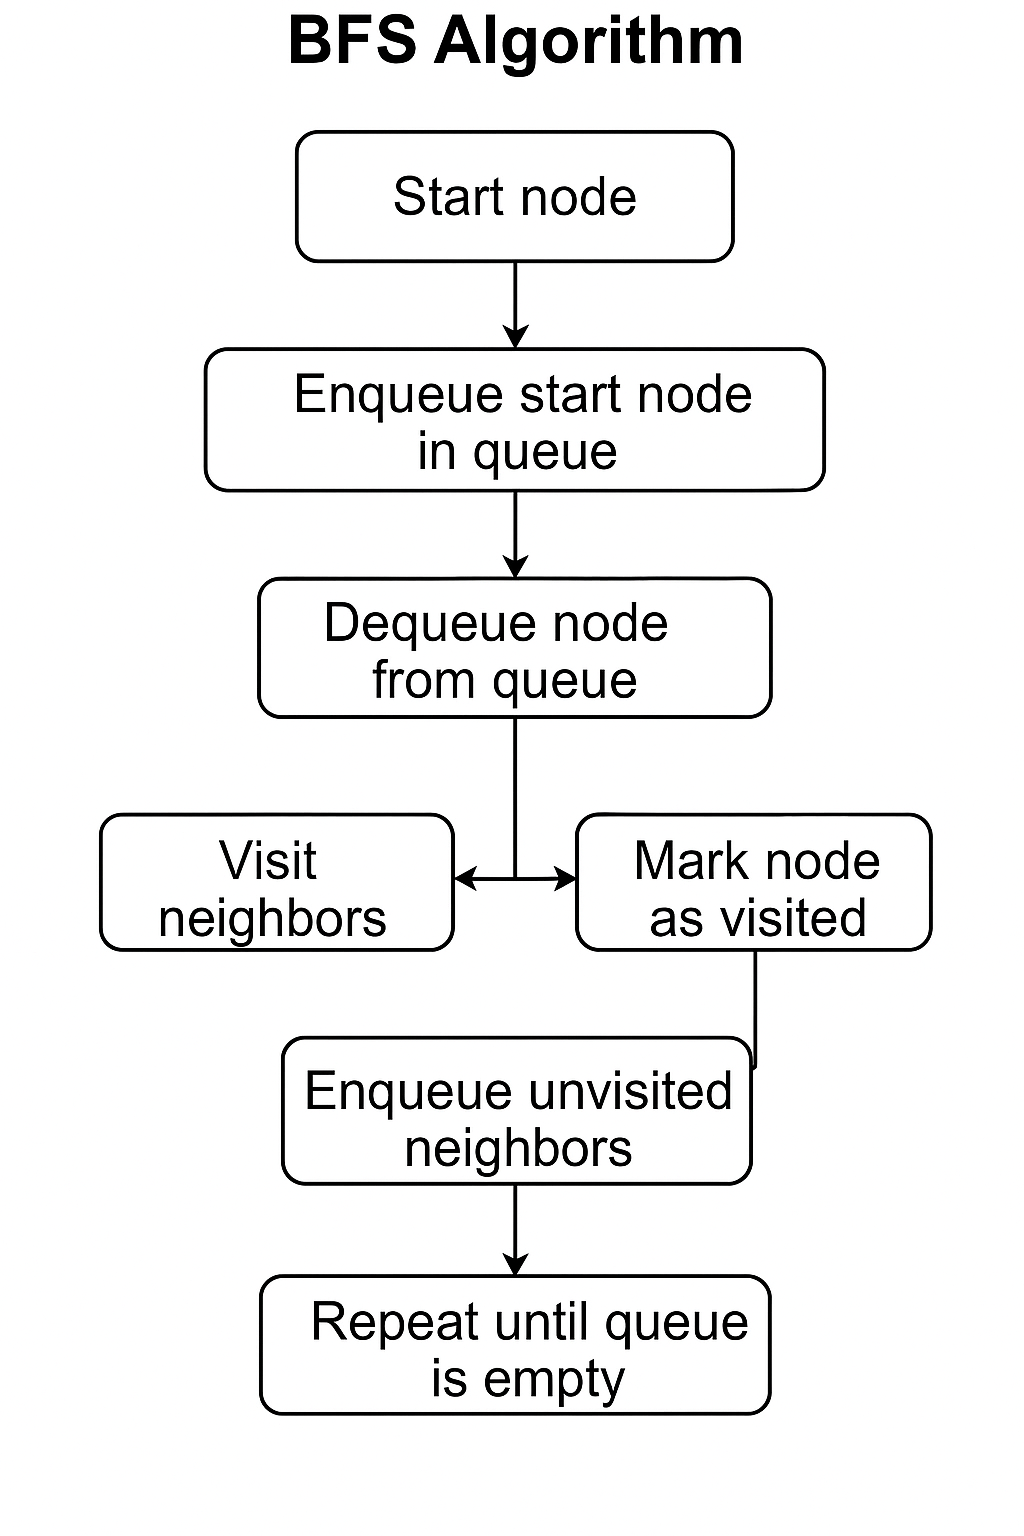 BFS Algorithm
Start node
Enqueue start node
in queue
Dequeue node
from queue
Visit
neighbors
Mark node
as visited
Enqueue unvisited
neighbors
Repeat until queue
is empty